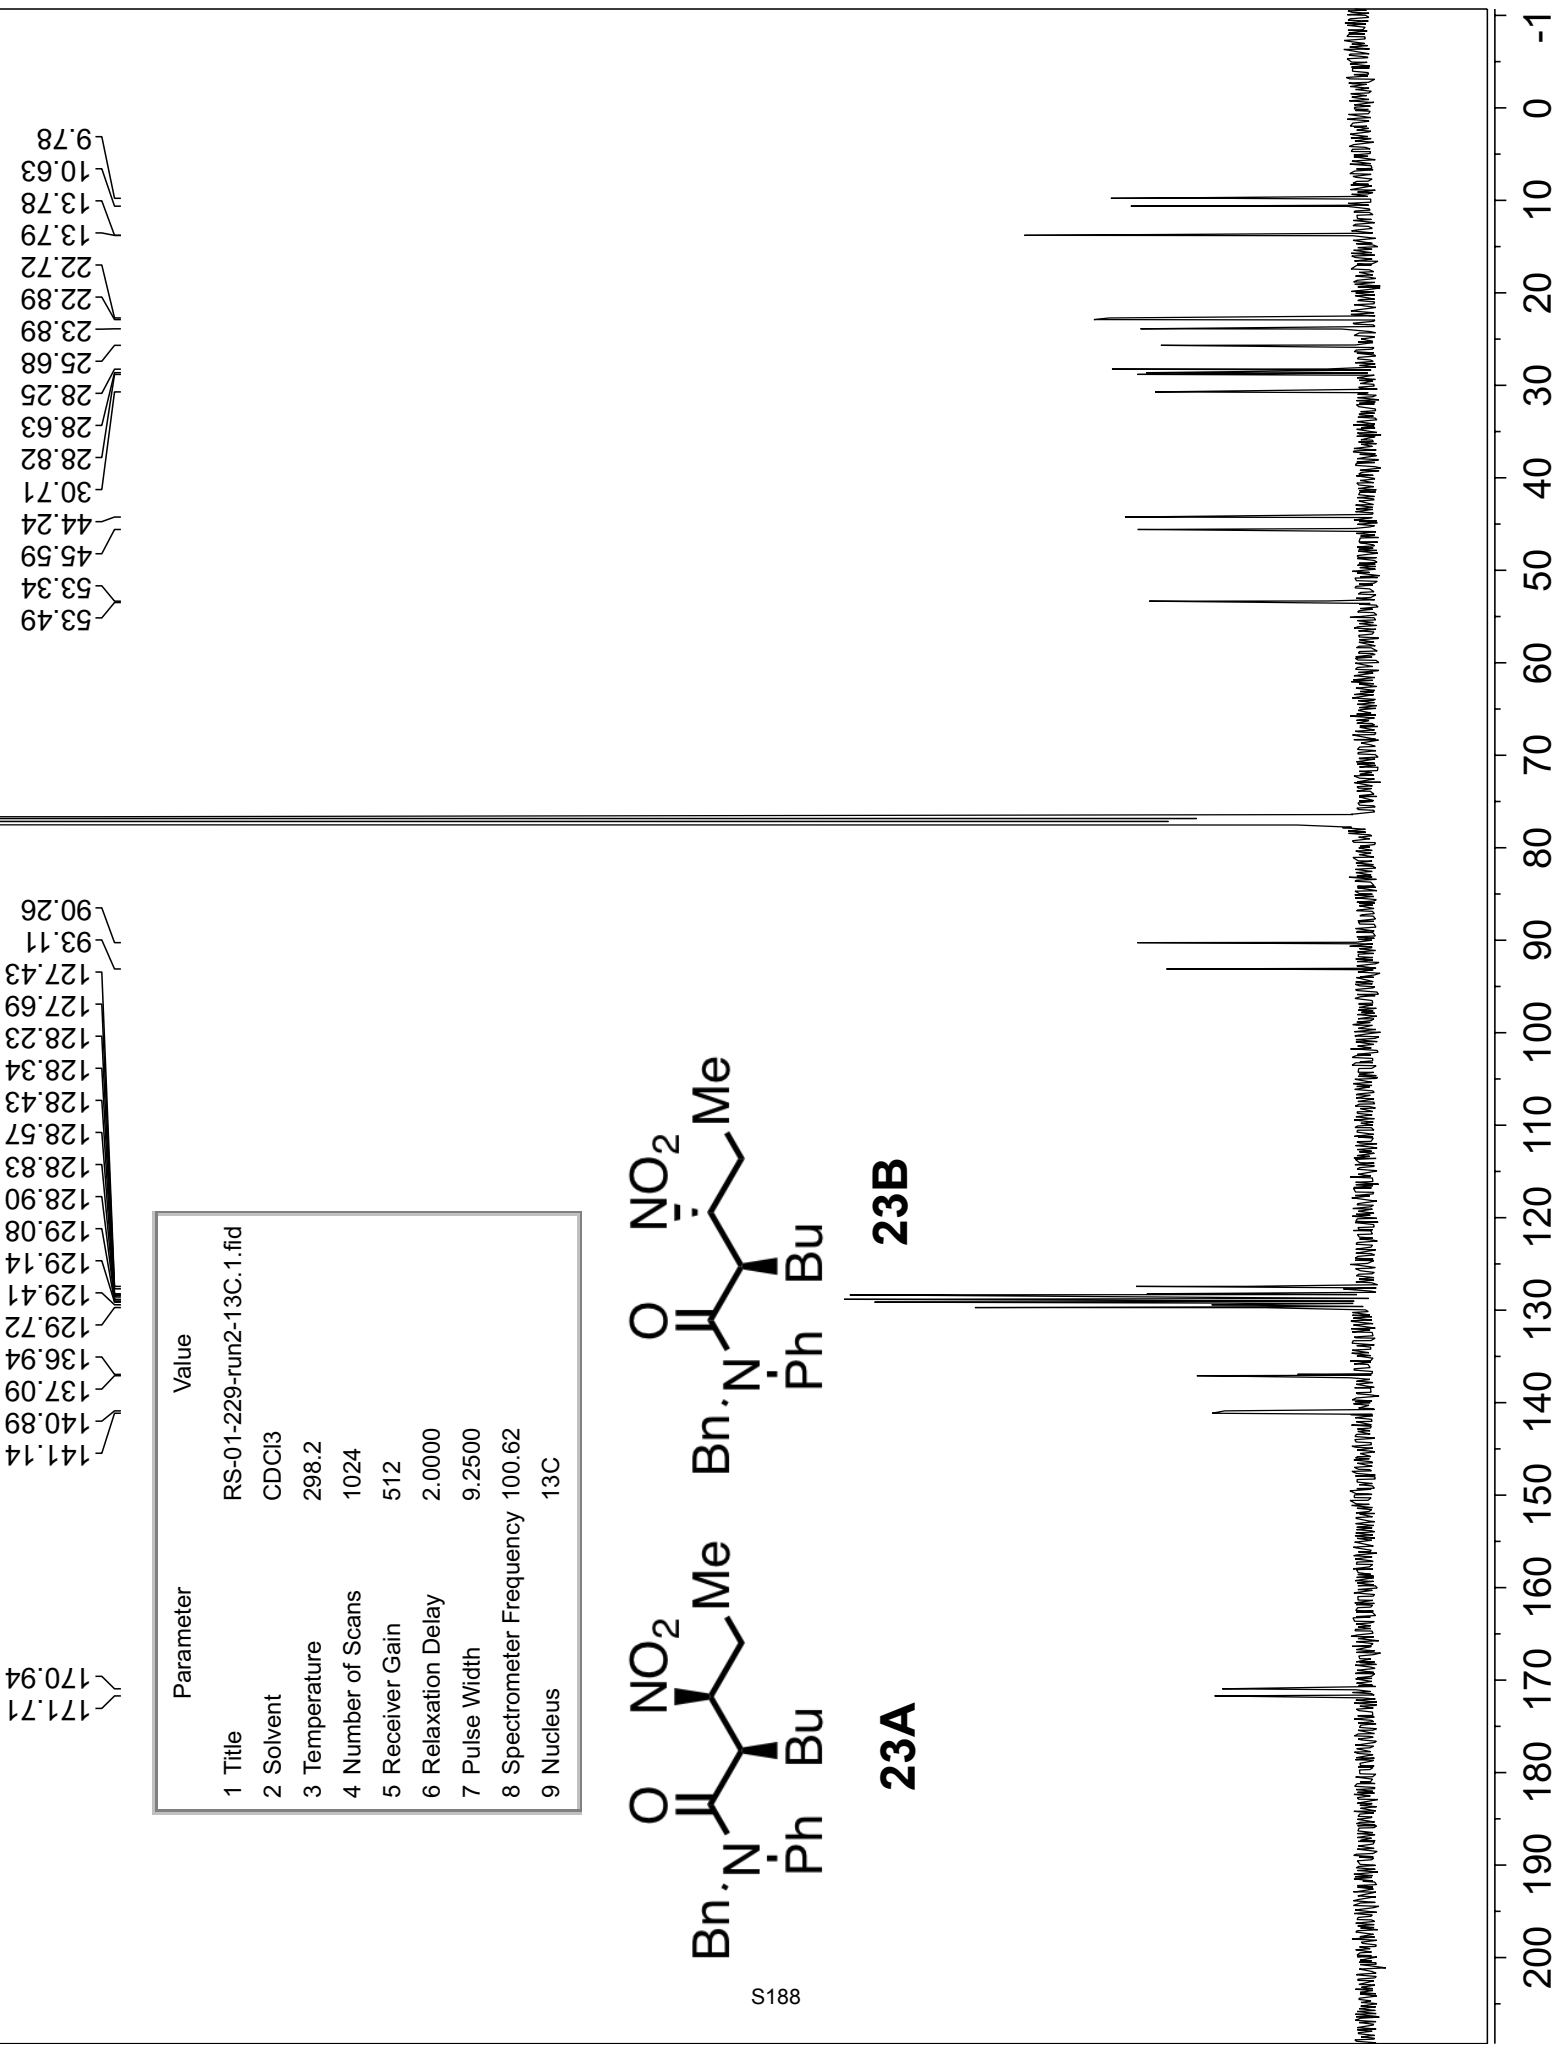 171.71
170.94
141.14
140.89
137.09
136.94
129.72
129.41
129.14
129.08
128.90
128.83
128.57
128.43
128.34
128.23
127.69
127.43
93.11
90.26
53.49
53.34
45.59
44.24
30.71
28.82
28.63
28.25
25.68
23.89
22.89
22.72
13.79
13.78
10.63
9.78
Parameter Value
1 Title RS-01-229-run2-13C.1.fid
2 Solvent CDCl3
3 Temperature 298.2
4 Number of Scans 1024
5 Receiver Gain 512
6 Relaxation Delay 2.0000
7 Pulse Width 9.2500
8 Spectrometer Frequency 100.62
9 Nucleus 13C
O NO2
Bn N Me
Ph Bu
23A
O NO2
Bn N Me
Ph Bu
23B
S188
200 190 180 170 160 150 140 130 120 110 100 90 80 70 60 50 40 30 20 10 0 -1